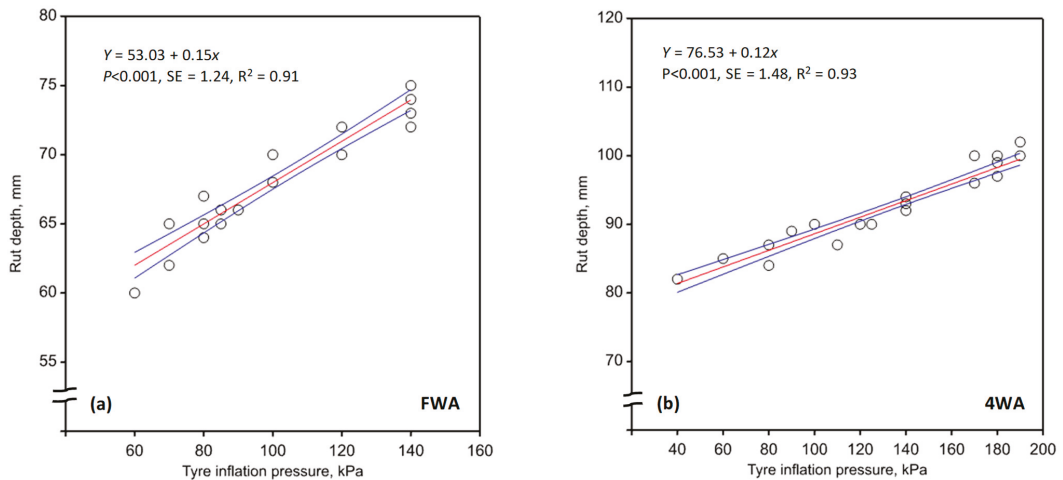 80
75
70
65
60
55
Rut depth, mm
Y = 53.03 + 0.15x
P<0.001, SE = 1.24, R² = 0.91
(a)
FWA
60 80 100 120 140 160
Tyre inflation pressure, kPa
120
110
100
90
80
70
Rut depth, mm
Y = 76.53 + 0.12x
P<0.001, SE = 1.48, R² = 0.93
(b)
4WA
40 60 80 100 120 140 160 180 200
Tyre inflation pressure, kPa